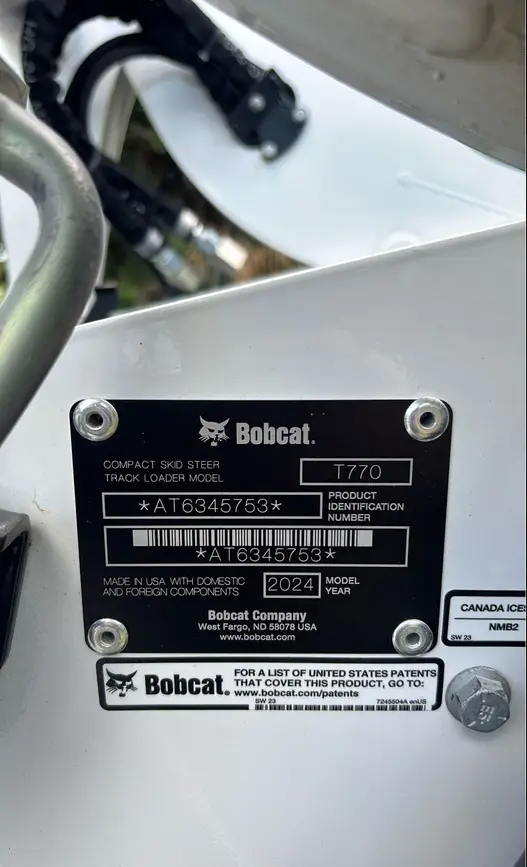 Bobcat.
COMPACT SKID STEER
TRACK LOADER MODEL
T770
*AT6345753*
PRODUCT
IDENTIFICATION
NUMBER
*AT6345753*
MADE IN USA WITH DOMESTIC
AND FOREIGN COMPONENTS
2024
MODEL
YEAR
Bobcat Company
West Fargo, ND 58078 USA
www.bobcat.com
CANADA ICES
NMB2
SW 23
Bobcat.
FOR A LIST OF UNITED STATES PATENTS
THAT COVER THIS PRODUCT, GO TO:
www.bobcat.com/patents
SW 23
7245504A enUS